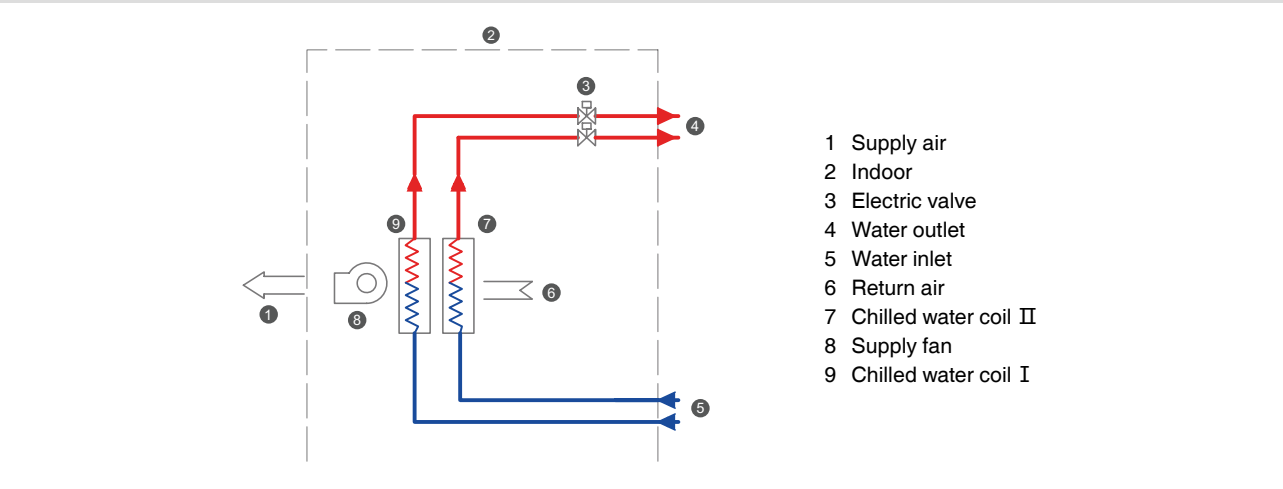 2
3
4
9
7
6
1
8
5
1 Supply air
2 Indoor
3 Electric valve
4 Water outlet
5 Water inlet
6 Return air
7 Chilled water coil Ⅱ
8 Supply fan
9 Chilled water coil Ⅰ